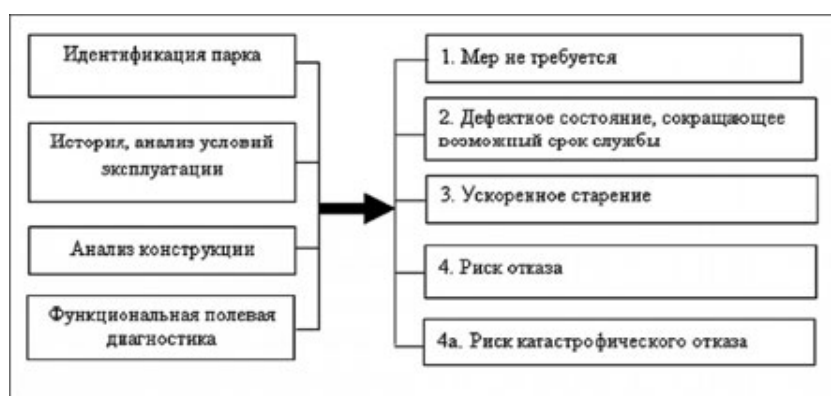 Идентификация парка
История, анализ условий
эксплуатации
Анализ конструкции
Функциональная полевая
диагностика
1. Мер не требуется
2. Дефектное состояние, сокращающее
возможный срок службы
3. Ускоренное старение
4. Риск отказа
4а. Риск катастрофического отказа